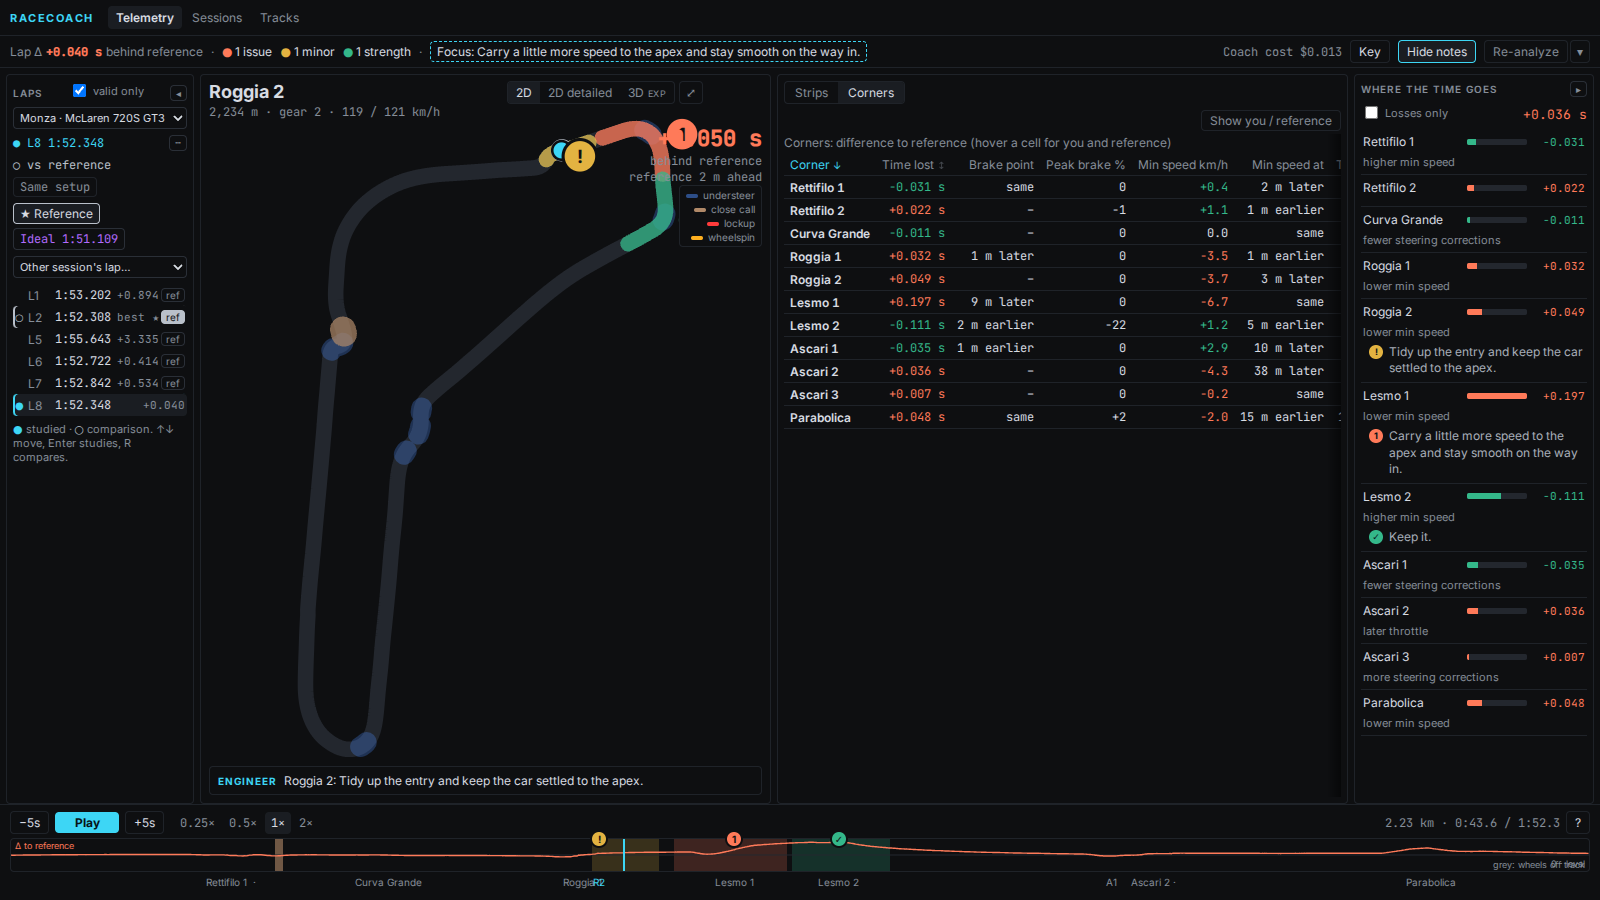 RACECOACH Telemetry Sessions Tracks
Lap Δ +0.040 s behind reference · 1 issue 1 minor 1 strength · Focus: Carry a little more speed to the apex and stay smooth on the way in. Coach cost $0.013 Key Hide notes Re-analyze ▾
LAPS valid only ◂
Monza · McLaren 720S GT3
L8 1:52.348 –
vs reference
Same setup
★ Reference
Ideal 1:51.109
Other session's lap...
L1 1:53.202 +0.894 ref
L2 1:52.308 best ★ ref
L5 1:55.643 +3.335 ref
L6 1:52.722 +0.414 ref
L7 1:52.842 +0.534 ref
L8 1:52.348 +0.040
● studied · ○ comparison. ↑↓
move, Enter studies, R
compares.
Roggia 2 2D 2D detailed 3D EXP ⤢
2,234 m · gear 2 · 119 / 121 km/h
! 1 050 s
behind reference
reference 2 m ahead
understeer
close call
lockup
wheelspin
ENGINEER Roggia 2: Tidy up the entry and keep the car settled to the apex.
Strips Corners
Show you / reference
Corners: difference to reference (hover a cell for you and reference)
Corner ↓ Time lost ↕ Brake point Peak brake % Min speed km/h Min speed at
Rettifilo 1 -0.031 s same 0 +0.4 2 m later
Rettifilo 2 +0.022 s – -1 +1.1 1 m earlier
Curva Grande -0.011 s – 0 0.0 same
Roggia 1 +0.032 s 1 m later 0 -3.5 1 m earlier
Roggia 2 +0.049 s – 0 -3.7 3 m later
Lesmo 1 +0.197 s 9 m later 0 -6.7 same
Lesmo 2 -0.111 s 2 m earlier -22 +1.2 5 m earlier
Ascari 1 -0.035 s 1 m earlier 0 +2.9 10 m later
Ascari 2 +0.036 s – 0 -4.3 38 m later
Ascari 3 +0.007 s – 0 -0.2 same
Parabolica +0.048 s same +2 -2.0 15 m earlier
WHERE THE TIME GOES ▸
Losses only +0.036 s
Rettifilo 1 -0.031
higher min speed
Rettifilo 2 +0.022
Curva Grande -0.011
fewer steering corrections
Roggia 1 +0.032
lower min speed
Roggia 2 +0.049
lower min speed
! Tidy up the entry and keep the car
settled to the apex.
Lesmo 1 +0.197
lower min speed
1 Carry a little more speed to the
apex and stay smooth on the way
in.
Lesmo 2 -0.111
higher min speed
✓ Keep it.
Ascari 1 -0.035
fewer steering corrections
Ascari 2 +0.036
later throttle
Ascari 3 +0.007
more steering corrections
Parabolica +0.048
lower min speed
−5s Play +5s 0.25× 0.5× 1× 2× 2.23 km · 0:43.6 / 1:52.3 ?
! 1 ✓
Δ to reference
grey: wheels off track
Rettifilo 1 · Curva Grande Roggia R2 Lesmo 1 Lesmo 2 A1 Ascari 2 · Parabolica